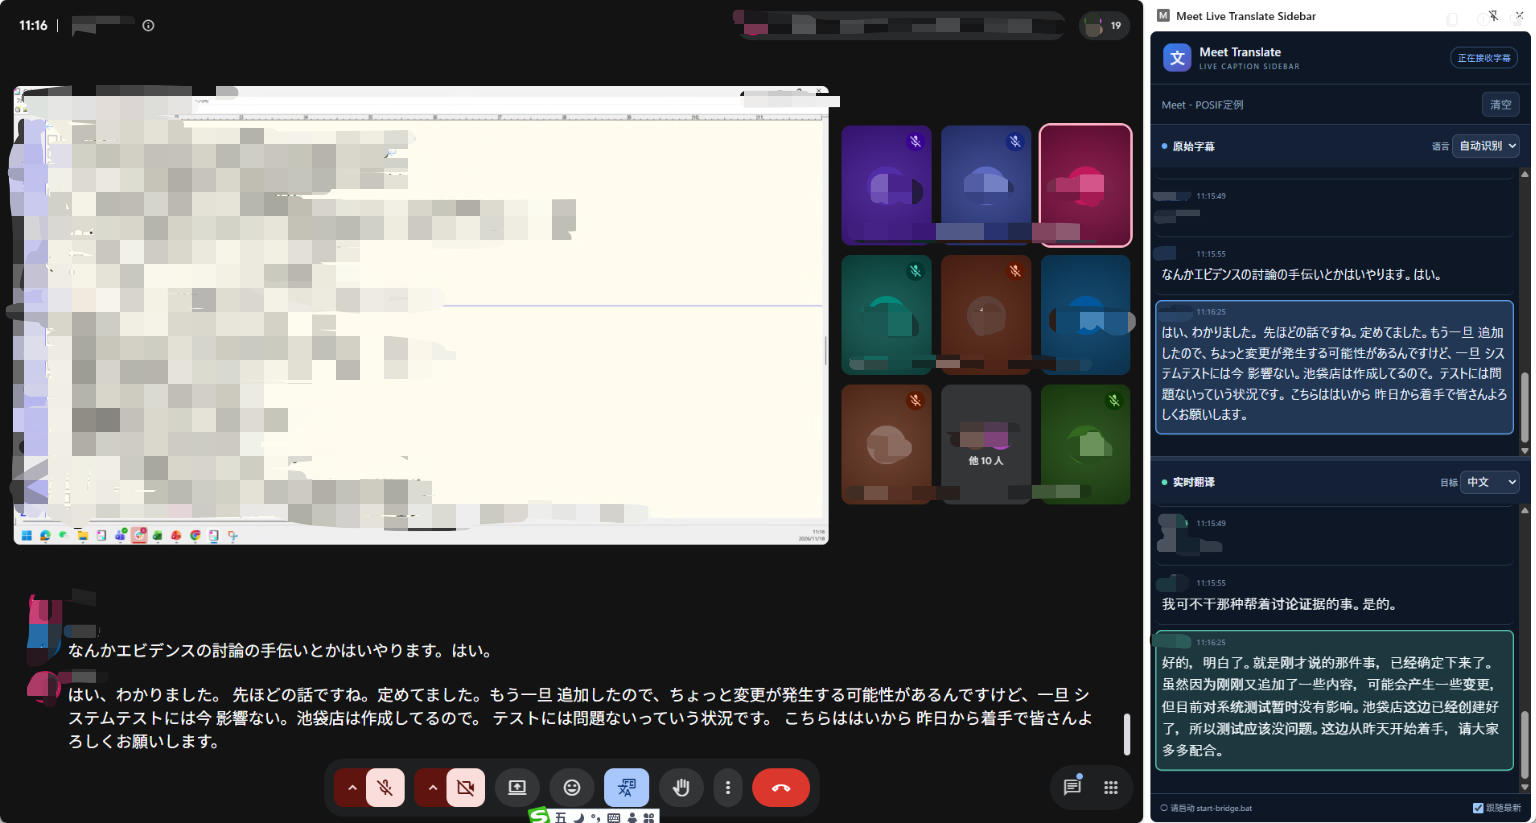 11:16
19
他 10 人
11:16
なんかエビデンスの討論の手伝いとかはいやります。はい。
はい、わかりました。 先ほどの話ですね。定めてました。もう一旦 追加したので、ちょっと変更が発生する可能性があるんですけど、一旦 シ
ステムテストには今 影響ない。池袋店は作成してるので。 テストには問題ないっていう状況です。 こちらははいから 昨日から着手で皆さんよ
ろしくお願いします。
五
Meet Live Translate Sidebar
文
Meet Translate
LIVE CAPTION SIDEBAR
正在接收字幕
Meet - POSIF定例
清空
原始字幕
语言 自动识别
11:15:49
11:15:55
なんかエビデンスの討論の手伝いとかはいやります。はい。
11:16:25
はい、わかりました。先ほどの話ですね。定めてました。もう一旦 追加
したので、ちょっと変更が発生する可能性があるんですけど、一旦 シス
テムテストには今 影響ない。池袋店は作成してるので。テストには問
題ないっていう状況です。こちらははいから 昨日から着手で皆さんよろ
しくお願いします。
实时翻译
目标 中文
11:15:49
11:15:55
我可不干那种帮着讨论证据的事。是的。
11:16:25
好的，明白了。就是刚才说的那件事，已经确定下来了。
虽然因为刚刚又追加了一些内容，可能会产生一些变更，
但目前对系统测试暂时没有影响。池袋店这边已经创建好
了，所以测试应该没问题。这边从昨天开始着手，请大家
多多配合。
请启动 start-bridge.bat
跟随最新